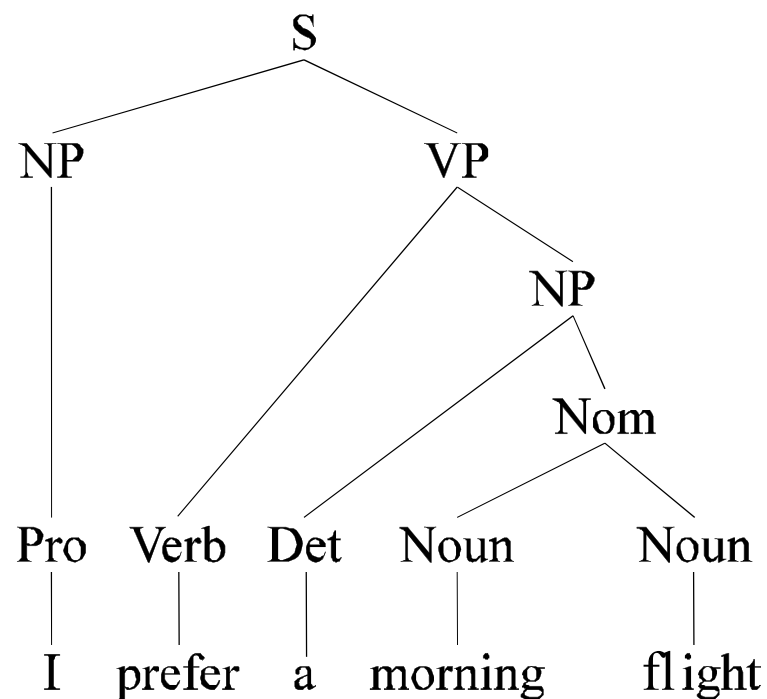 S
NP VP
NP
Nom
Pro Verb Det Noun Noun
I prefer a morning flight